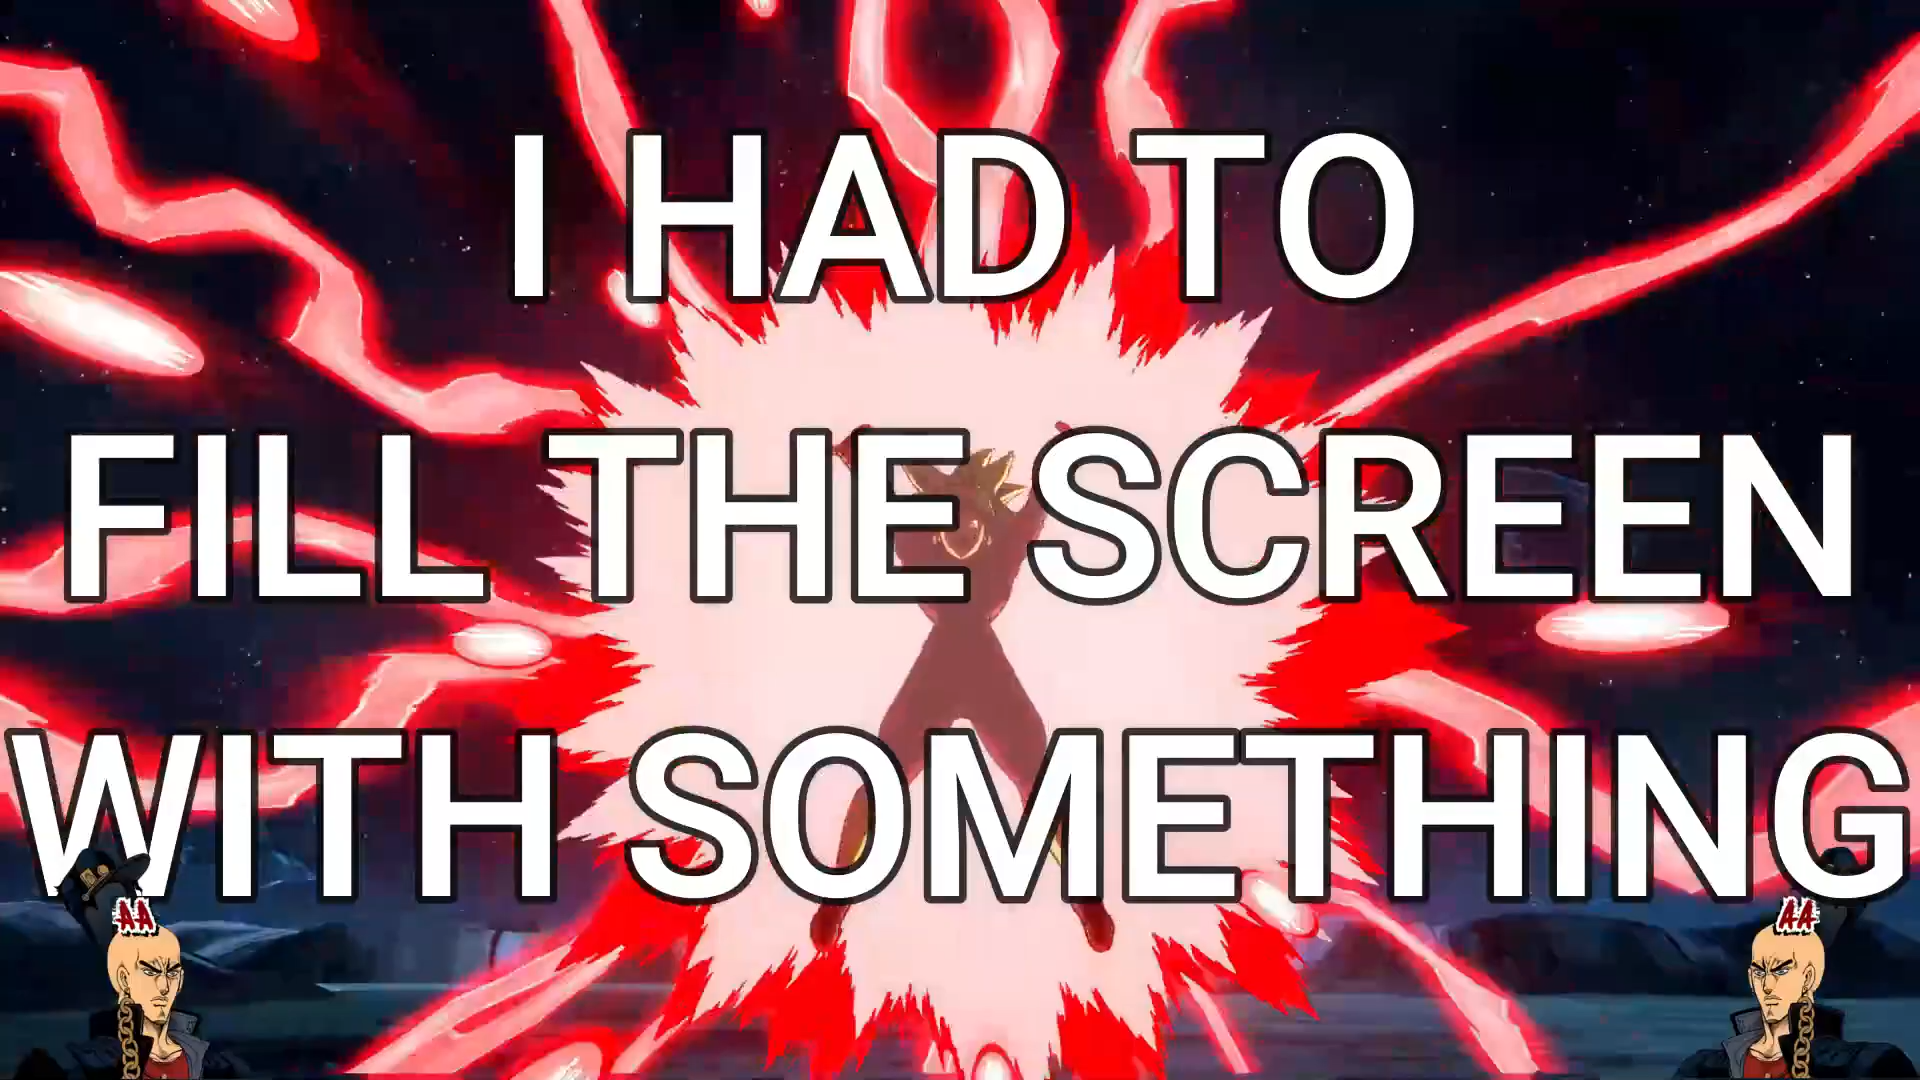 I HAD TO
FILL THE SCREEN
WITH SOMETHING
AA
AA